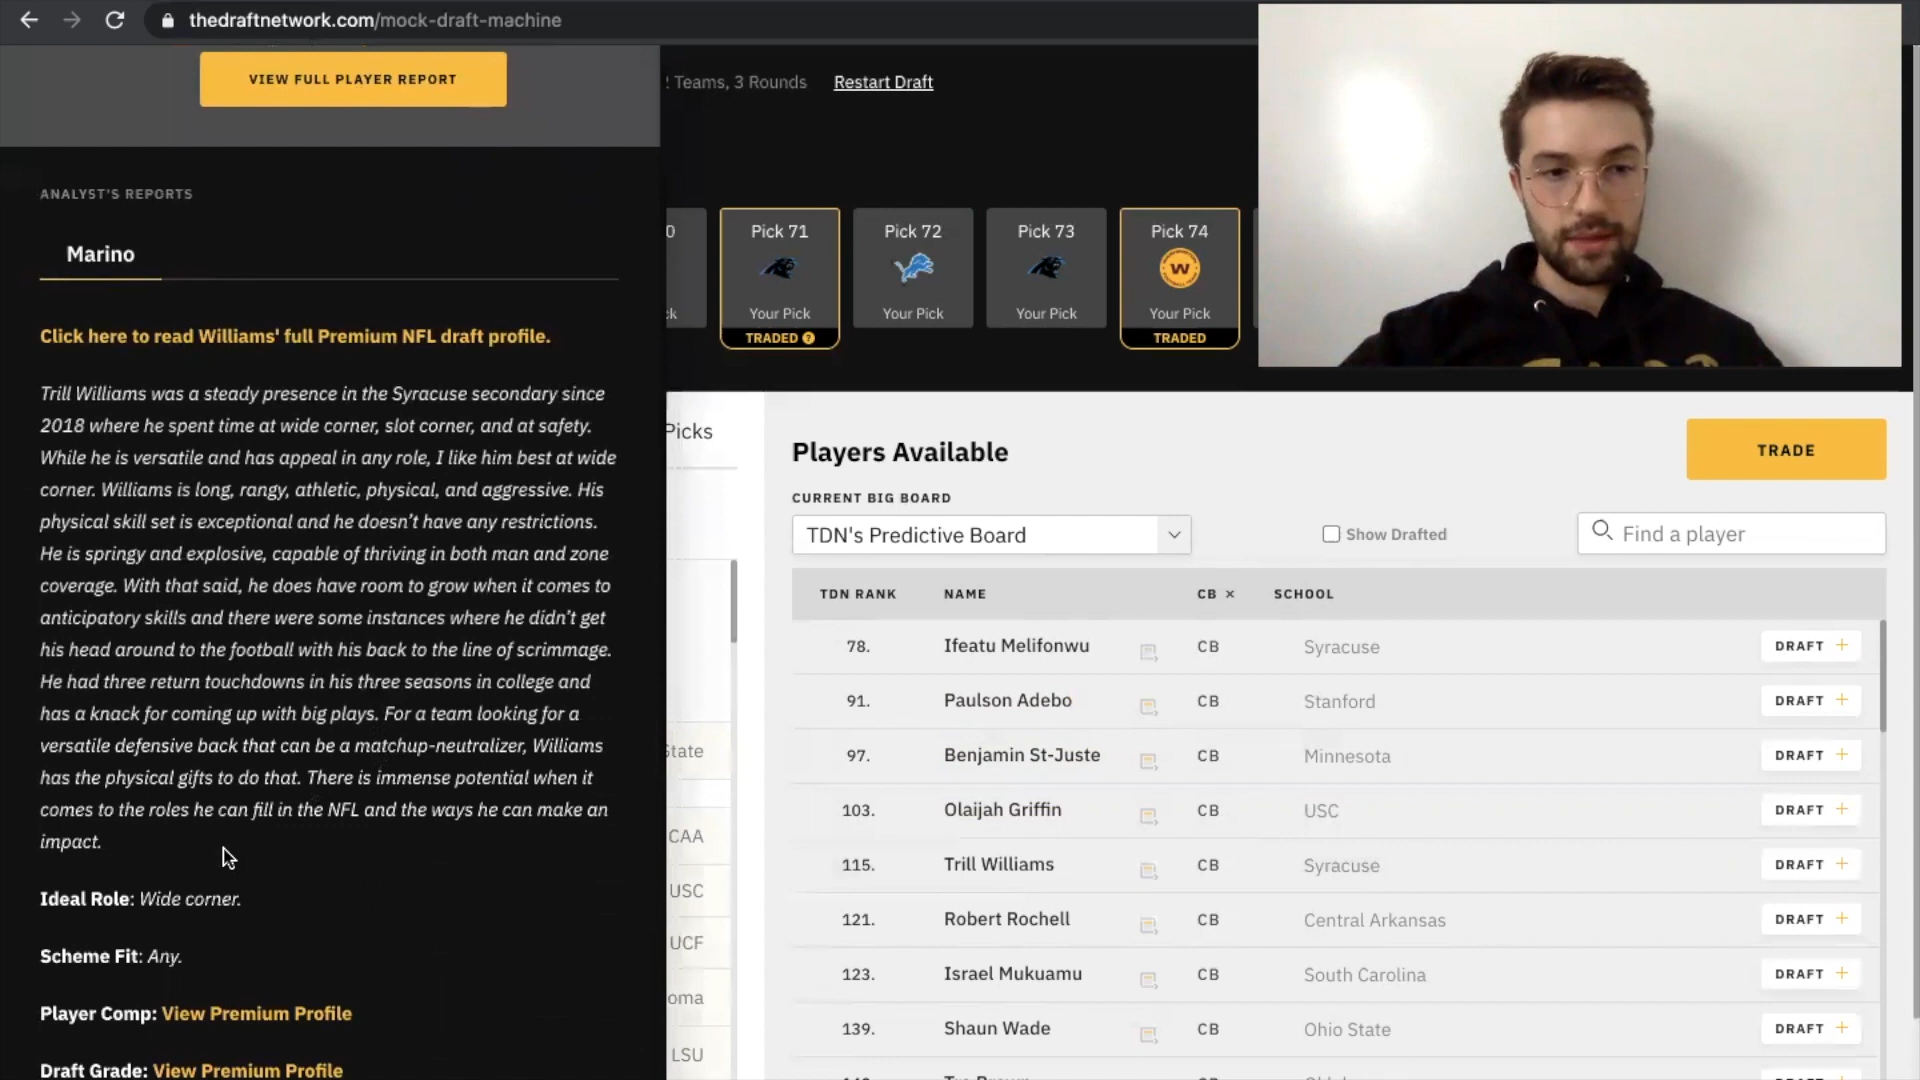 thedraftnetwork.com/mock-draft-machine
VIEW FULL PLAYER REPORT
Teams, 3 Rounds
Restart Draft
ANALYST'S REPORTS
Marino
Click here to read Williams' full Premium NFL draft profile.
Trill Williams was a steady presence in the Syracuse secondary since
2018 where he spent time at wide corner, slot corner, and at safety.
While he is versatile and has appeal in any role, I like him best at wide
corner. Williams is long, rangy, athletic, physical, and aggressive. His
physical skill set is exceptional and he doesn't have any restrictions.
He is springy and explosive, capable of thriving in both man and zone
coverage. With that said, he does have room to grow when it comes to
anticipatory skills and there were some instances where he didn't get
his head around to the football with his back to the line of scrimmage.
He had three return touchdowns in his three seasons in college and
has a knack for coming up with big plays. For a team looking for a
versatile defensive back that can be a matchup-neutralizer, Williams
has the physical gifts to do that. There is immense potential when it
comes to the roles he can fill in the NFL and the ways he can make an
impact.
Ideal Role: Wide corner.
Scheme Fit: Any.
Player Comp: View Premium Profile
Draft Grade: View Premium Profile
0
ck
Pick 71
Your Pick
TRADED ?
Pick 72
Your Pick
Pick 73
Your Pick
Pick 74
W
Your Pick
TRADED
Picks
State
CAA
USC
UCF
oma
LSU
Players Available
TRADE
CURRENT BIG BOARD
TDN's Predictive Board
Show Drafted
Find a player
TDN RANK NAME CB × SCHOOL
78. Ifeatu Melifonwu CB Syracuse DRAFT +
91. Paulson Adebo CB Stanford DRAFT +
97. Benjamin St-Juste CB Minnesota DRAFT +
103. Olaijah Griffin CB USC DRAFT +
115. Trill Williams CB Syracuse DRAFT +
121. Robert Rochell CB Central Arkansas DRAFT +
123. Israel Mukuamu CB South Carolina DRAFT +
139. Shaun Wade CB Ohio State DRAFT +